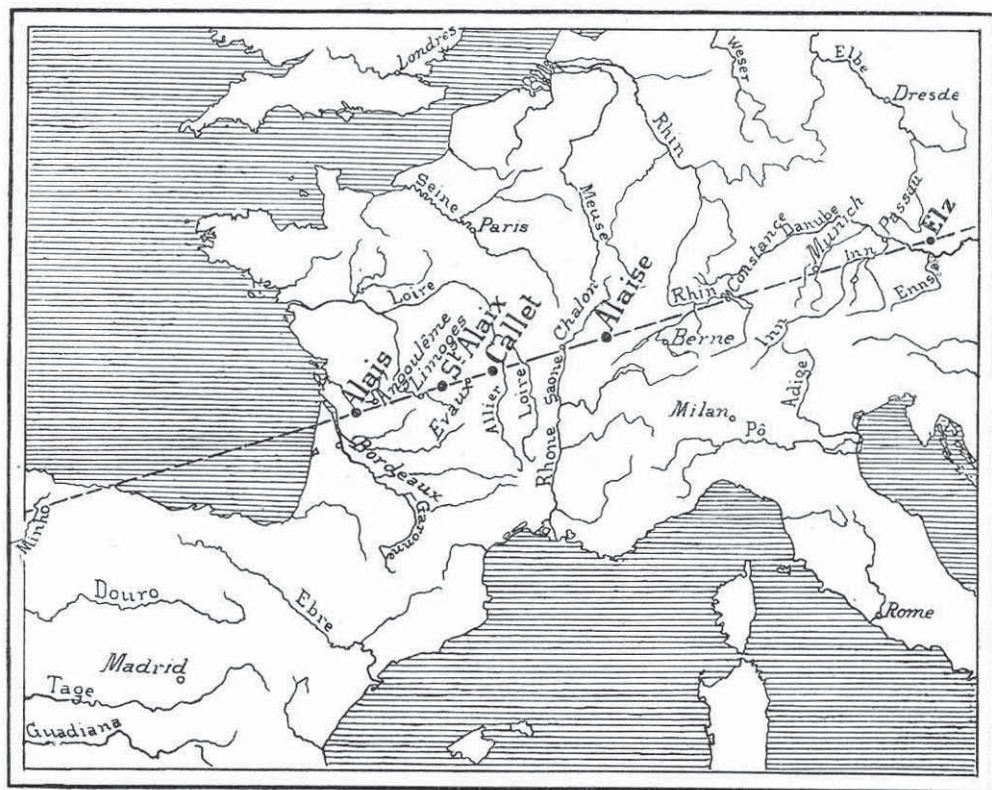 Londres
Weser
Elbe
Dresde
Rhin
Seine
Paris
Meuse
Constance
Danube
Munich
Passau
Inn
Elz
Enns
Rhin
Loire
Chalon
Alaise
Berne
Inn
Angoulême
Limoges
St Alaix
Callet
Alais
Evaux
Allier
Loire
Saone
Rhone
Adige
Milan
Pô
Bordeaux
Garonne
Minho
Douro
Ebre
Rome
Madrid
Tage
Guadiana